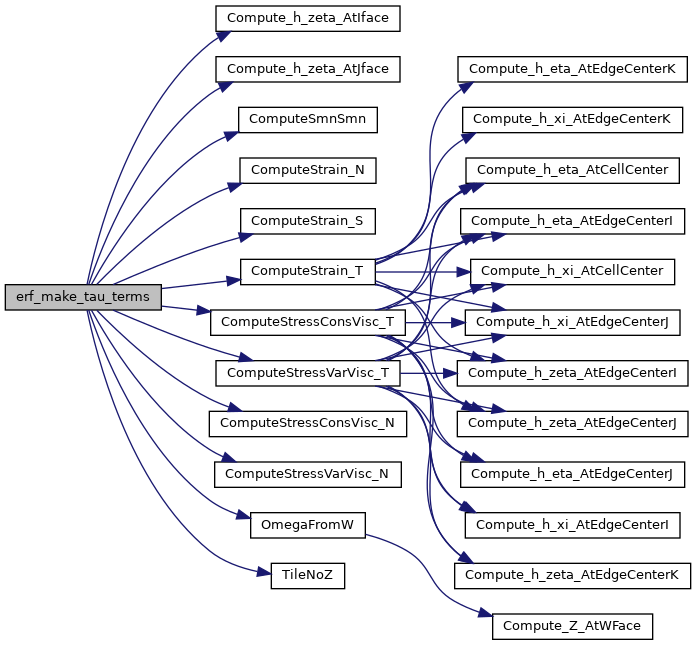 erf_make_tau_terms
Compute_h_zeta_AtIface
Compute_h_zeta_AtJface
ComputeSmnSmn
ComputeStrain_N
ComputeStrain_S
ComputeStrain_T
ComputeStressConsVisc_T
ComputeStressVarVisc_T
ComputeStressConsVisc_N
ComputeStressVarVisc_N
OmegaFromW
TileNoZ
Compute_h_eta_AtEdgeCenterK
Compute_h_xi_AtEdgeCenterK
Compute_h_eta_AtCellCenter
Compute_h_eta_AtEdgeCenterI
Compute_h_xi_AtCellCenter
Compute_h_xi_AtEdgeCenterJ
Compute_h_zeta_AtEdgeCenterI
Compute_h_zeta_AtEdgeCenterJ
Compute_h_eta_AtEdgeCenterJ
Compute_h_xi_AtEdgeCenterI
Compute_h_zeta_AtEdgeCenterK
Compute_Z_AtWFace